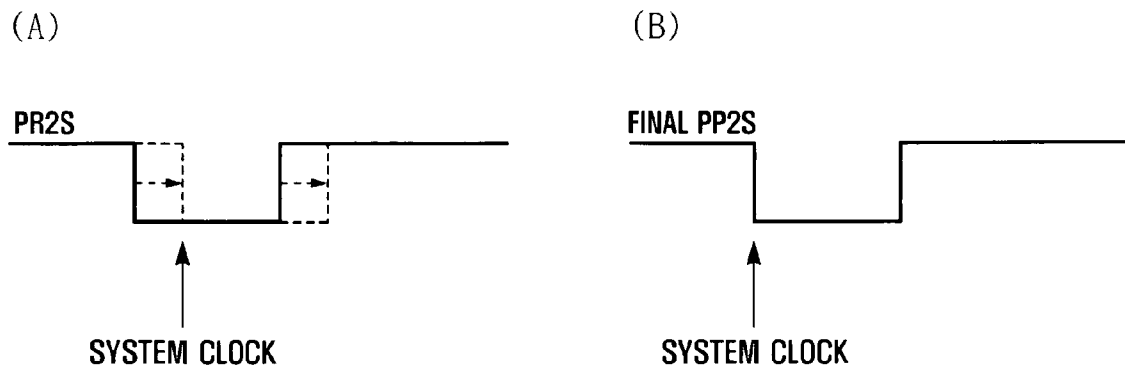 (A)
(B)
PR2S
FINAL PP2S
SYSTEM CLOCK
SYSTEM CLOCK